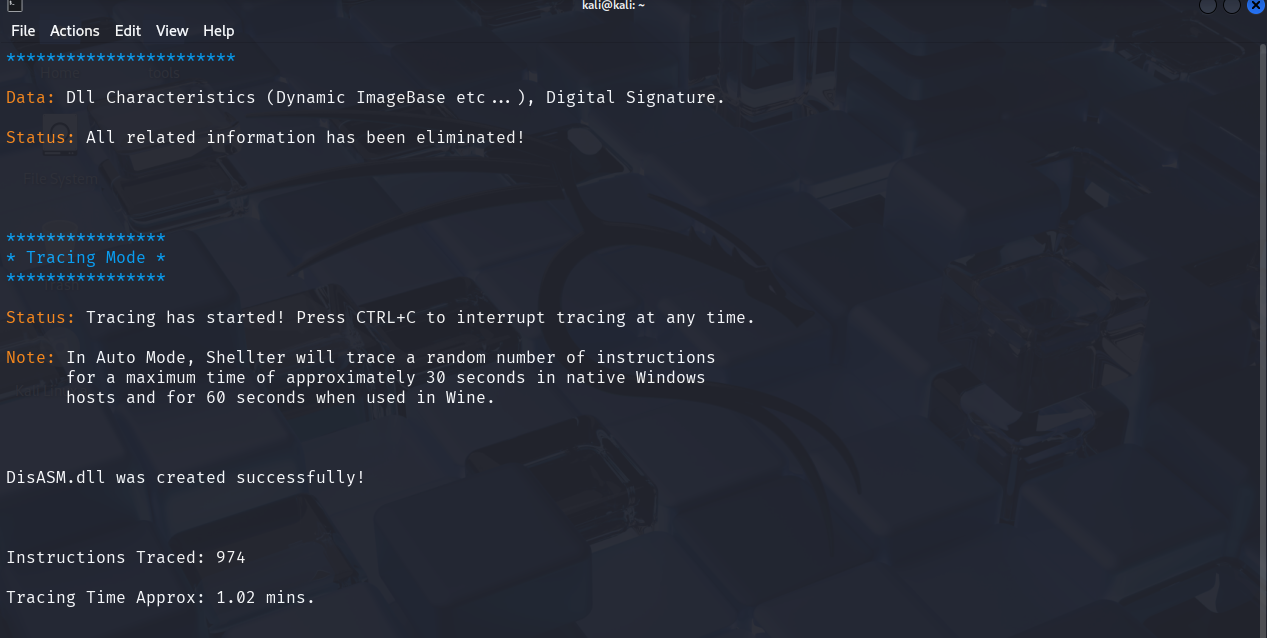 kali@kali: ~
File Actions Edit View Help
***********************
Data: Dll Characteristics (Dynamic ImageBase etc...), Digital Signature.
Status: All related information has been eliminated!
****************
* Tracing Mode *
****************
Status: Tracing has started! Press CTRL+C to interrupt tracing at any time.
Note: In Auto Mode, Shellter will trace a random number of instructions
for a maximum time of approximately 30 seconds in native Windows
hosts and for 60 seconds when used in Wine.
DisASM.dll was created successfully!
Instructions Traced: 974
Tracing Time Approx: 1.02 mins.
Home
File System
Trash